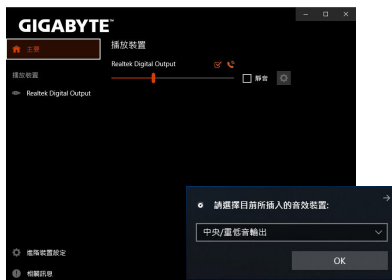 GIGABYTE™
主要
播放裝置
Realtek Digital Output
播放裝置
Realtek Digital Output
靜音
進階裝置設定
相關訊息
請選擇目前所插入的音效裝置:
中央/重低音輸出
OK